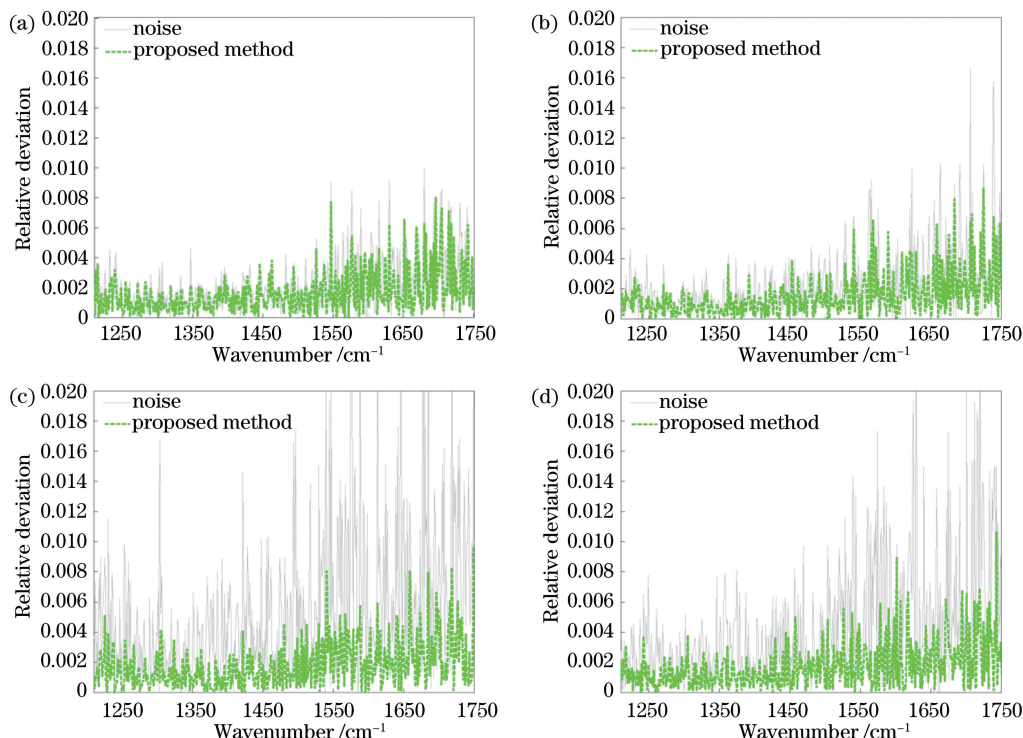 (a)
0.020
0.018
0.016
0.014
0.012
0.010
0.008
0.006
0.004
0.002
0
Relative deviation
noise
proposed method
1250 1350 1450 1550 1650 1750
Wavenumber /cm⁻¹
(b)
0.020
0.018
0.016
0.014
0.012
0.010
0.008
0.006
0.004
0.002
0
Relative deviation
noise
proposed method
1250 1350 1450 1550 1650 1750
Wavenumber /cm⁻¹
(c)
0.020
0.018
0.016
0.014
0.012
0.010
0.008
0.006
0.004
0.002
0
Relative deviation
noise
proposed method
1250 1350 1450 1550 1650 1750
Wavenumber /cm⁻¹
(d)
0.020
0.018
0.016
0.014
0.012
0.010
0.008
0.006
0.004
0.002
0
Relative deviation
noise
proposed method
1250 1350 1450 1550 1650 1750
Wavenumber /cm⁻¹